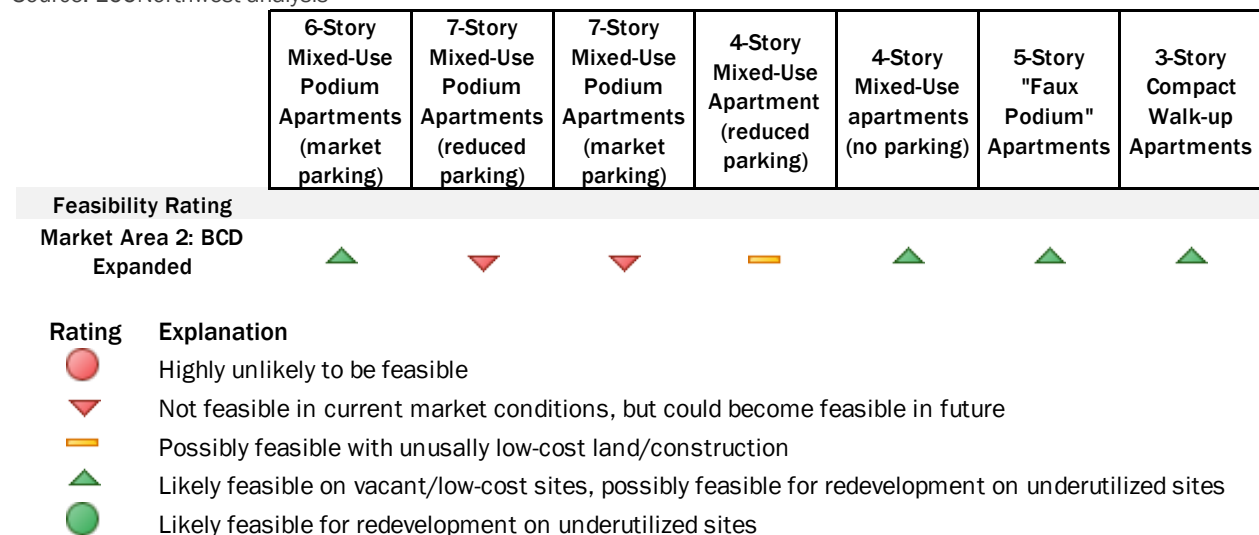 Source: ECONorthwest analysis
6-Story
Mixed-Use
Podium
Apartments
(market
parking)
7-Story
Mixed-Use
Podium
Apartments
(reduced
parking)
7-Story
Mixed-Use
Podium
Apartments
(market
parking)
4-Story
Mixed-Use
Apartment
(reduced
parking)
4-Story
Mixed-Use
apartments
(no parking)
5-Story
"Faux
Podium"
Apartments
3-Story
Compact
Walk-up
Apartments
Feasibility Rating
Market Area 2: BCD
Expanded
Rating Explanation
Highly unlikely to be feasible
Not feasible in current market conditions, but could become feasible in future
Possibly feasible with unusally low-cost land/construction
Likely feasible on vacant/low-cost sites, possibly feasible for redevelopment on underutilized sites
Likely feasible for redevelopment on underutilized sites